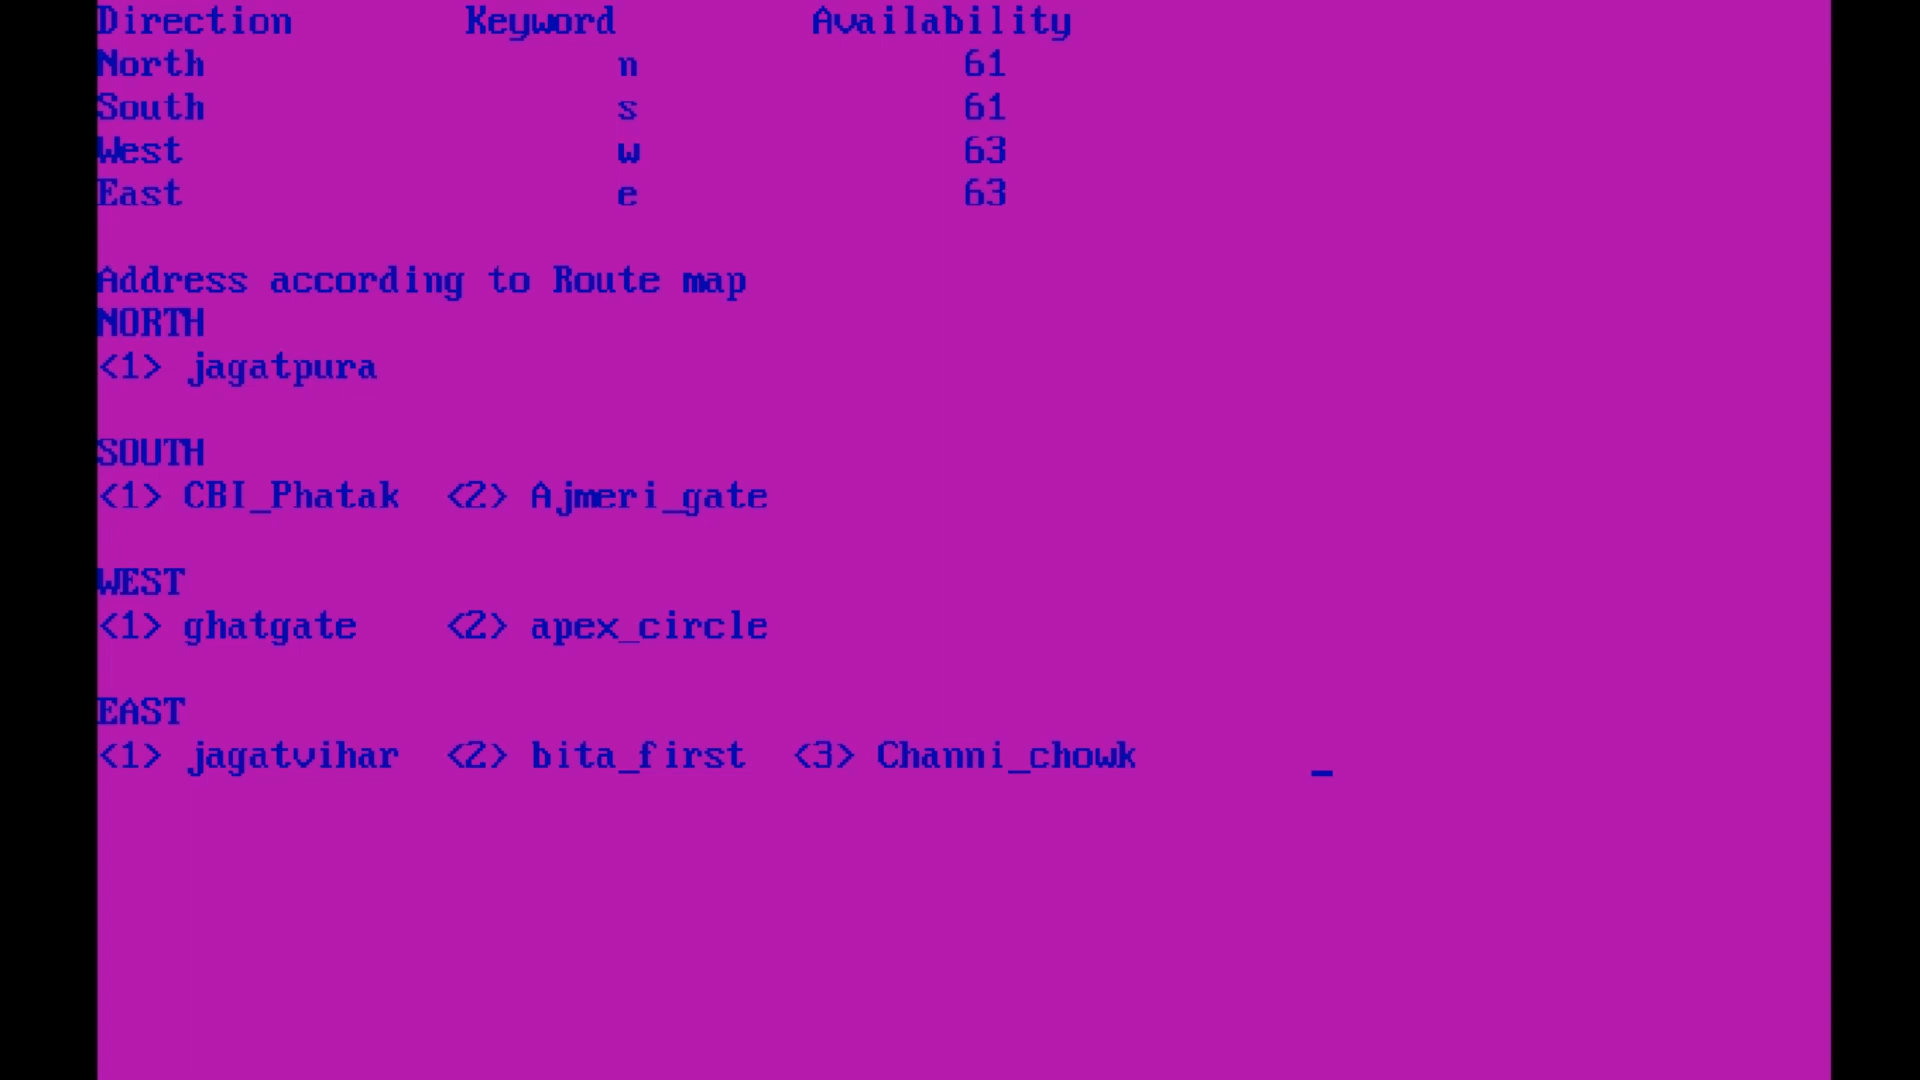 Direction Keyword Availability
North n 61
South s 61
West w 63
East e 63
Address according to Route map
NORTH
<1> jagatpura
SOUTH
<1> CBI_Phatak <2> Ajmeri_gate
WEST
<1> ghatgate <2> apex_circle
EAST
<1> jagatvihar <2> bita_first <3> Channi_chowk _